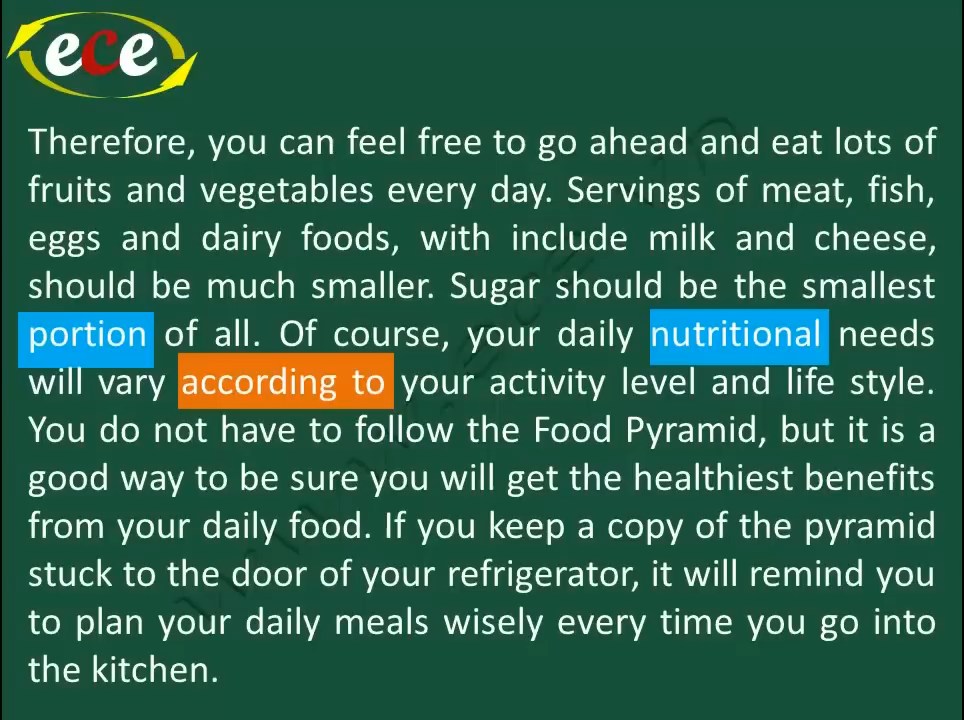 ece
Therefore, you can feel free to go ahead and eat lots of
fruits and vegetables every day. Servings of meat, fish,
eggs and dairy foods, with include milk and cheese,
should be much smaller. Sugar should be the smallest
portion of all. Of course, your daily nutritional needs
will vary according to your activity level and life style.
You do not have to follow the Food Pyramid, but it is a
good way to be sure you will get the healthiest benefits
from your daily food. If you keep a copy of the pyramid
stuck to the door of your refrigerator, it will remind you
to plan your daily meals wisely every time you go into
the kitchen.